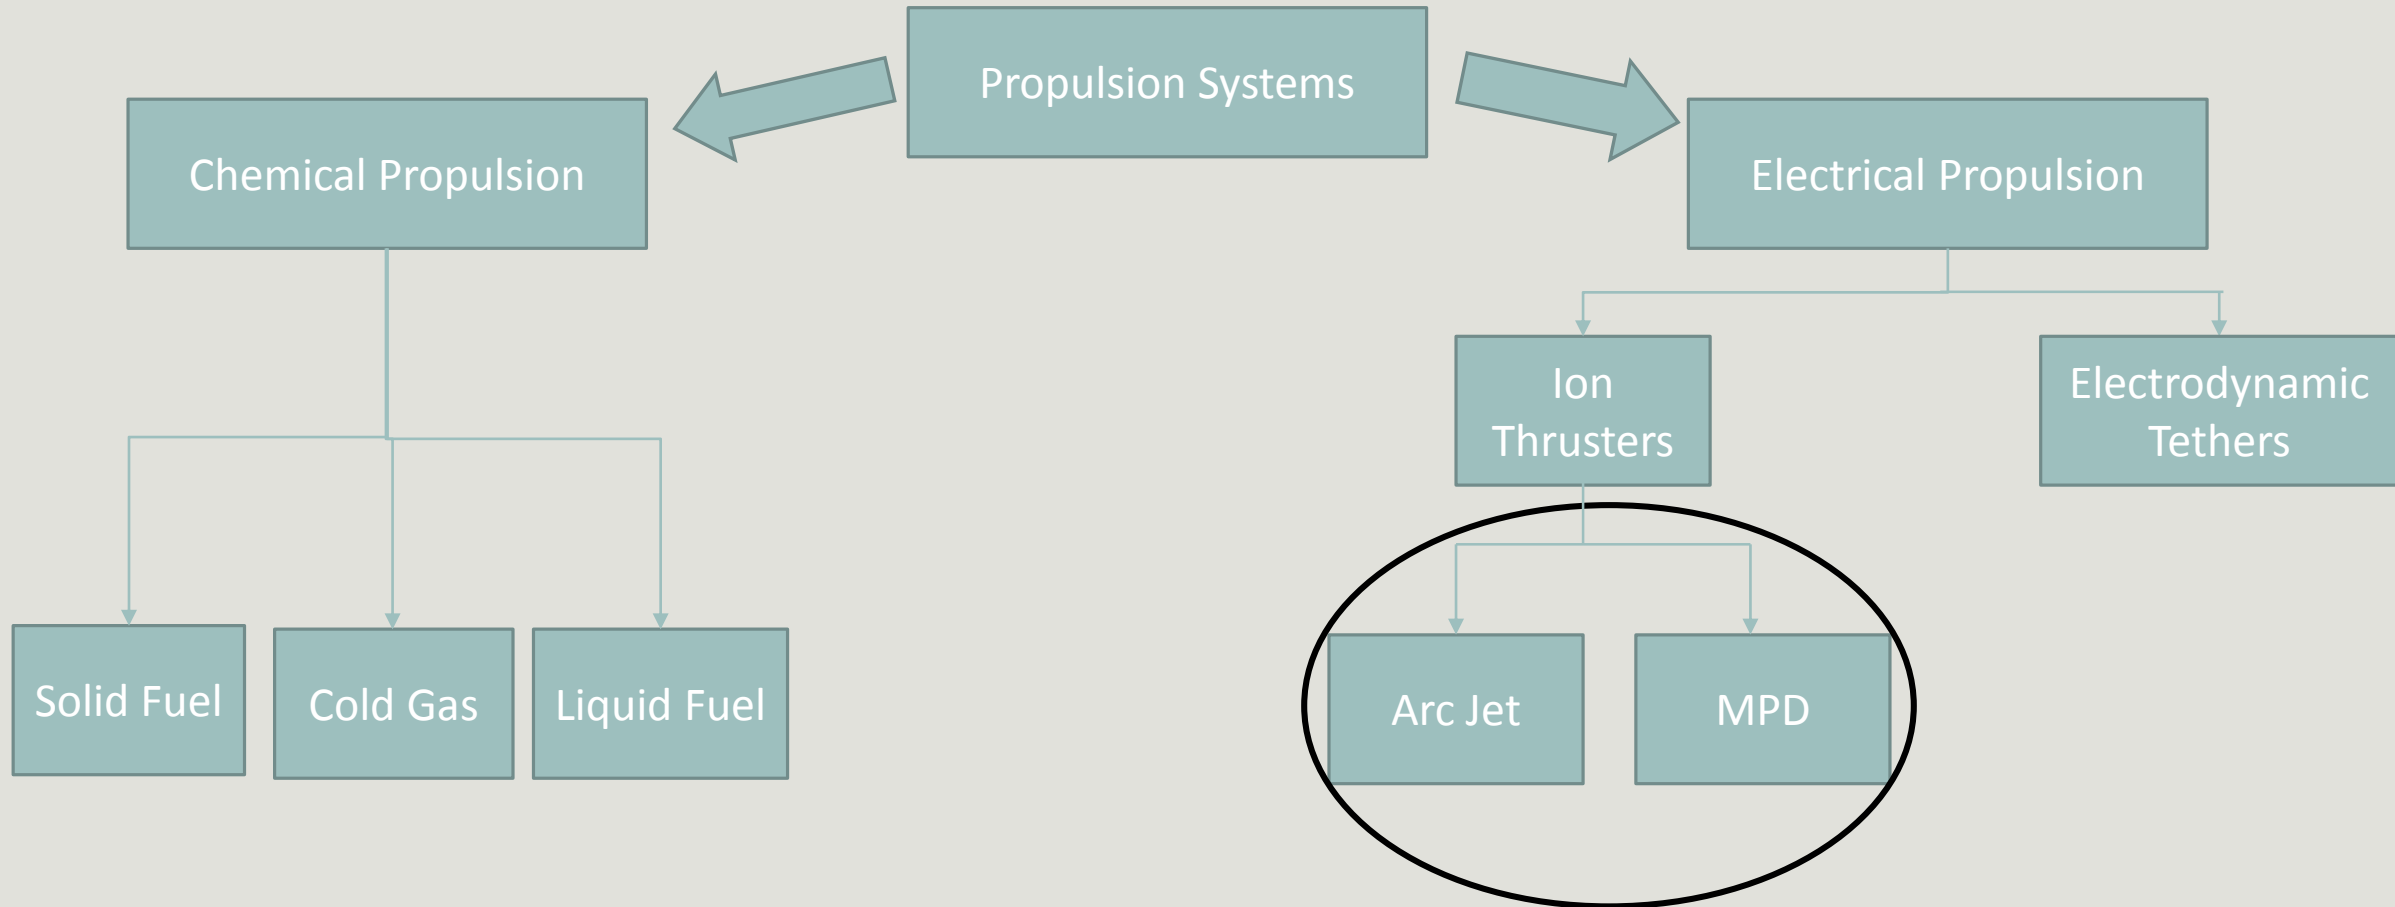 Propulsion Systems
Chemical Propulsion
Electrical Propulsion
Ion
Thrusters
Electrodynamic
Tethers
Solid Fuel
Cold Gas
Liquid Fuel
Arc Jet
MPD